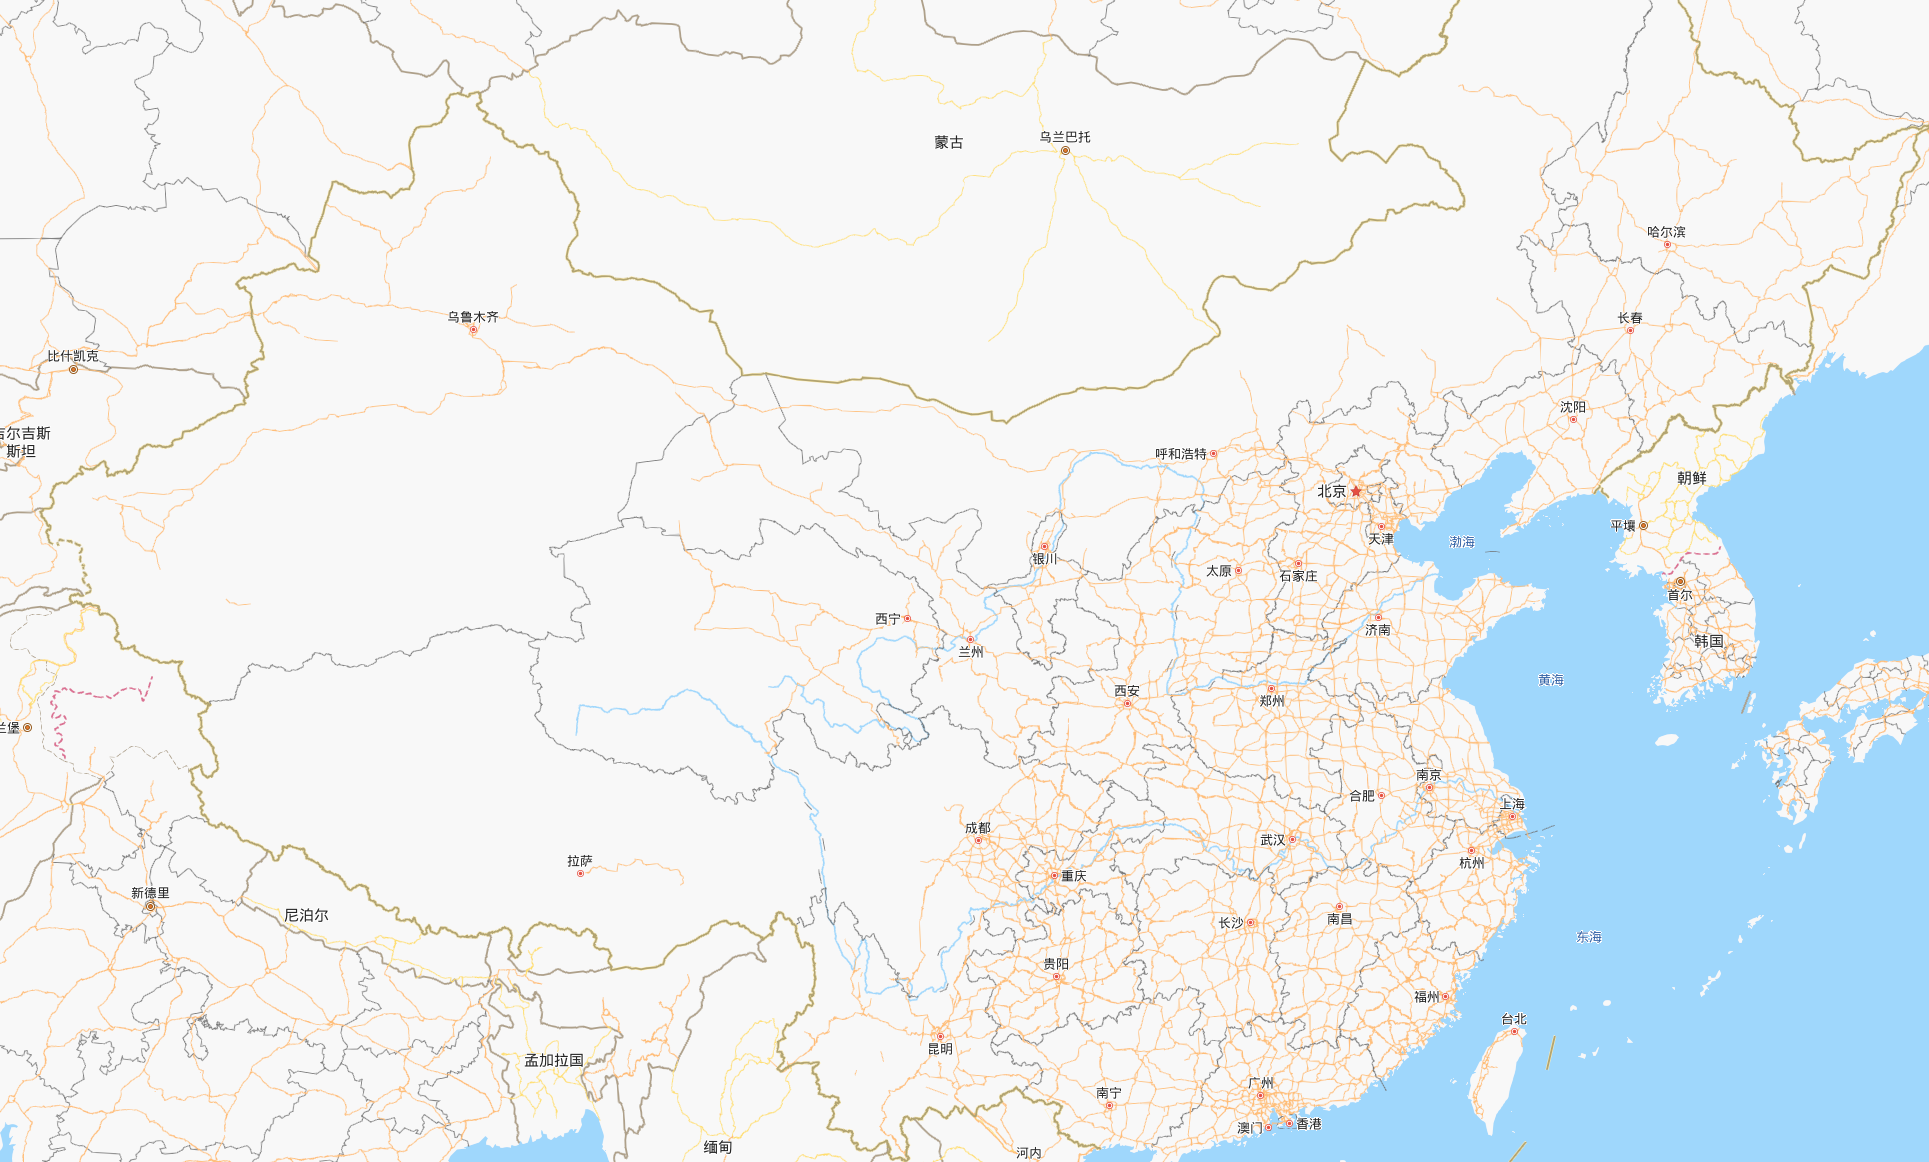 乌兰巴托
蒙古
哈尔滨
乌鲁木齐
长春
比什凯克
沈阳
吉尔吉斯
斯坦
呼和浩特
朝鲜
北京
平壤
天津
渤海
银川
太原
石家庄
首尔
西宁
济南
韩国
兰州
黄海
西安
郑州
兰堡
南京
合肥
上海
成都
武汉
拉萨
杭州
重庆
新德里
尼泊尔
长沙
南昌
东海
贵阳
福州
台北
昆明
孟加拉国
广州
南宁
香港
澳门
缅甸
河内